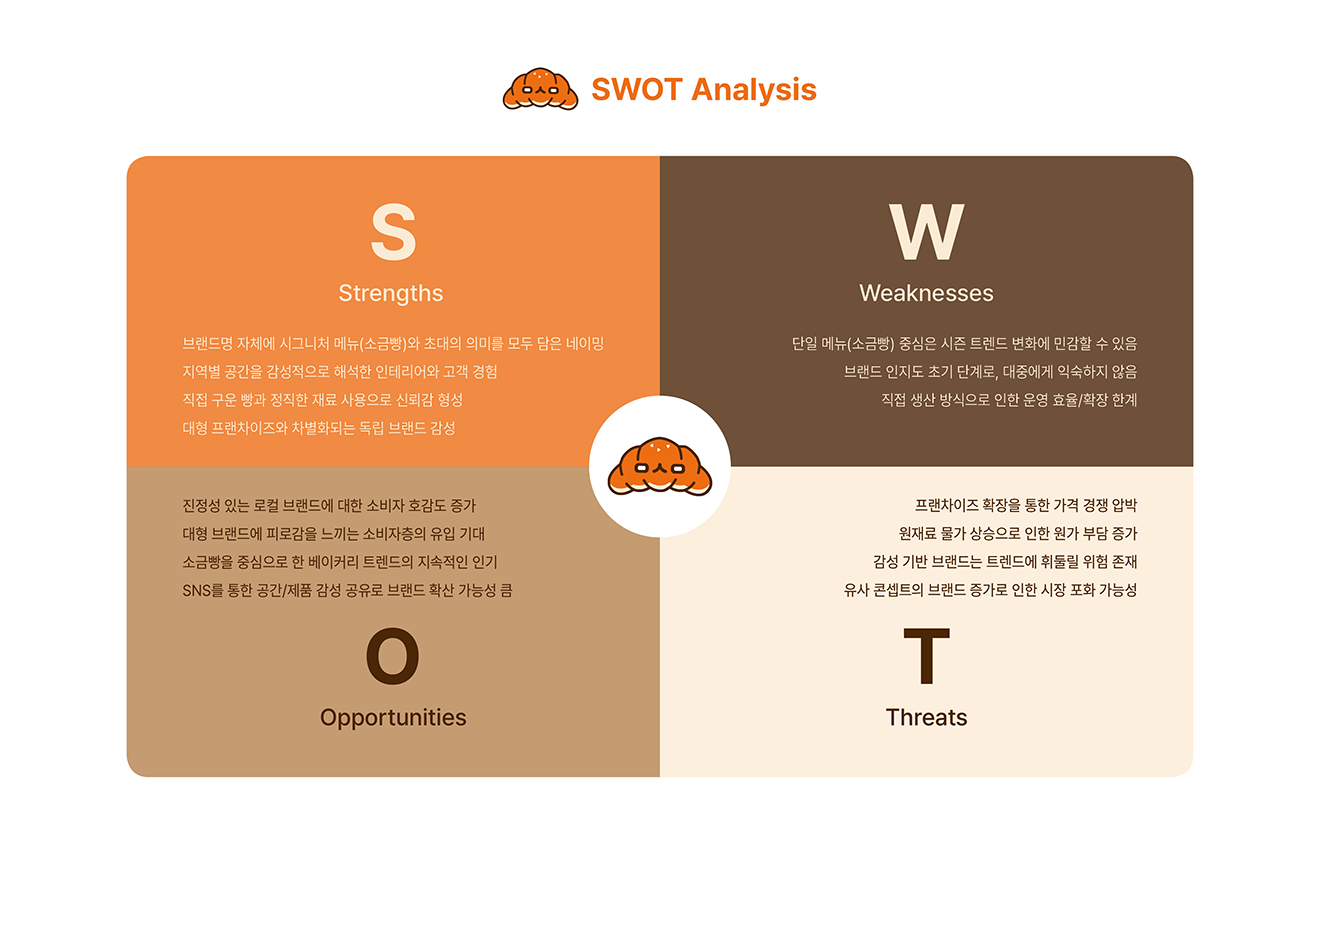 SWOT Analysis
S
Strengths
브랜드명 자체에 시그니처 메뉴(소금빵)와 초대의 의미를 모두 담은 네이밍
지역별 공간을 감성적으로 해석한 인테리어와 고객 경험
직접 구운 빵과 정직한 재료 사용으로 신뢰감 형성
대형 프랜차이즈와 차별화되는 독립 브랜드 감성
W
Weaknesses
단일 메뉴(소금빵) 중심은 시즌 트렌드 변화에 민감할 수 있음
브랜드 인지도 초기 단계로, 대중에게 익숙하지 않음
직접 생산 방식으로 인한 운영 효율/확장 한계
진정성 있는 로컬 브랜드에 대한 소비자 호감도 증가
대형 브랜드에 피로감을 느끼는 소비자층의 유입 기대
소금빵을 중심으로 한 베이커리 트렌드의 지속적인 인기
SNS를 통한 공간/제품 감성 공유로 브랜드 확산 가능성 큼
O
Opportunities
프랜차이즈 확장을 통한 가격 경쟁 압박
원재료 물가 상승으로 인한 원가 부담 증가
감성 기반 브랜드는 트렌드에 휘둘릴 위험 존재
유사 콘셉트의 브랜드 증가로 인한 시장 포화 가능성
T
Threats